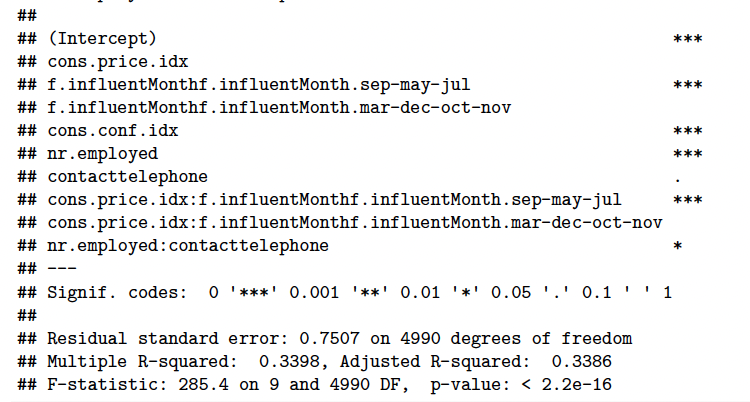 ##
## (Intercept) ***
## cons.price.idx
## f.influentMonthf.influentMonth.sep-may-jul ***
## f.influentMonthf.influentMonth.mar-dec-oct-nov
## cons.conf.idx ***
## nr.employed ***
## contacttelephone .
## cons.price.idx:f.influentMonthf.influentMonth.sep-may-jul ***
## cons.price.idx:f.influentMonthf.influentMonth.mar-dec-oct-nov
## nr.employed:contacttelephone *
## ---
## Signif. codes:  0 '***' 0.001 '**' 0.01 '*' 0.05 '.' 0.1 ' ' 1
##
## Residual standard error: 0.7507 on 4990 degrees of freedom
## Multiple R-squared:  0.3398, Adjusted R-squared:  0.3386
## F-statistic: 285.4 on 9 and 4990 DF,  p-value: < 2.2e-16